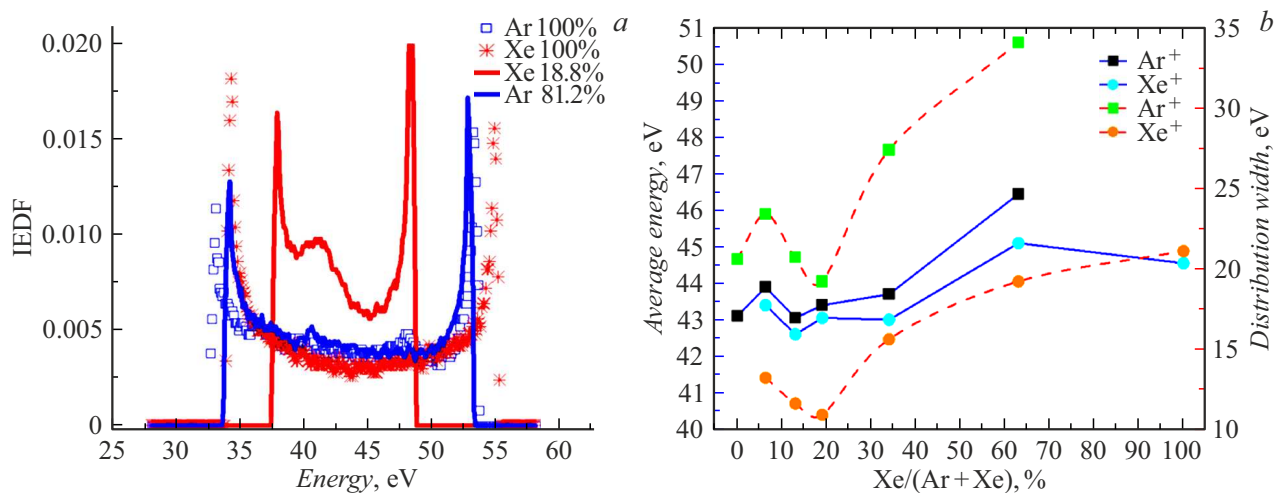 a
0.020
0.015
0.010
0.005
0
IEDF
Ar 100%
Xe 100%
Xe 18.8%
Ar 81.2%
25 30 35 40 45 50 55 60
Energy, eV
b
51
50
49
48
47
46
45
44
43
42
41
40
Average energy, eV
Ar+
Xe+
Ar+
Xe+
35
30
25
20
15
10
Distribution width, eV
0 10 20 30 40 50 60 70 80 90 100
Xe/(Ar + Xe), %